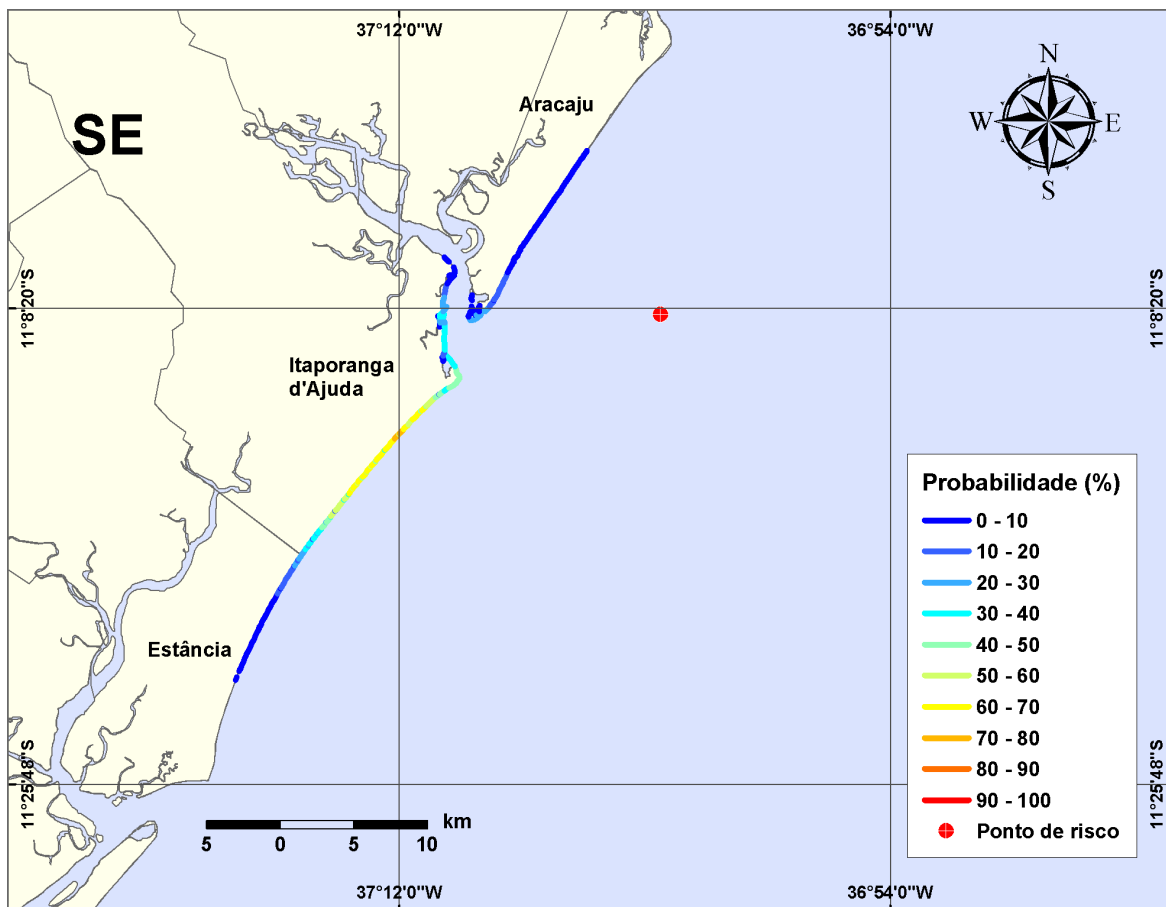 37°12'0"W
36°54'0"W
SE
Aracaju
N
W
E
S
11°8'20"S
11°8'20"S
Itaporanga
d'Ajuda
Probabilidade (%)
0 - 10
10 - 20
20 - 30
30 - 40
40 - 50
50 - 60
60 - 70
70 - 80
80 - 90
90 - 100
Ponto de risco
Estância
11°25'48"S
11°25'48"S
km
5 0 5 10
37°12'0"W
36°54'0"W